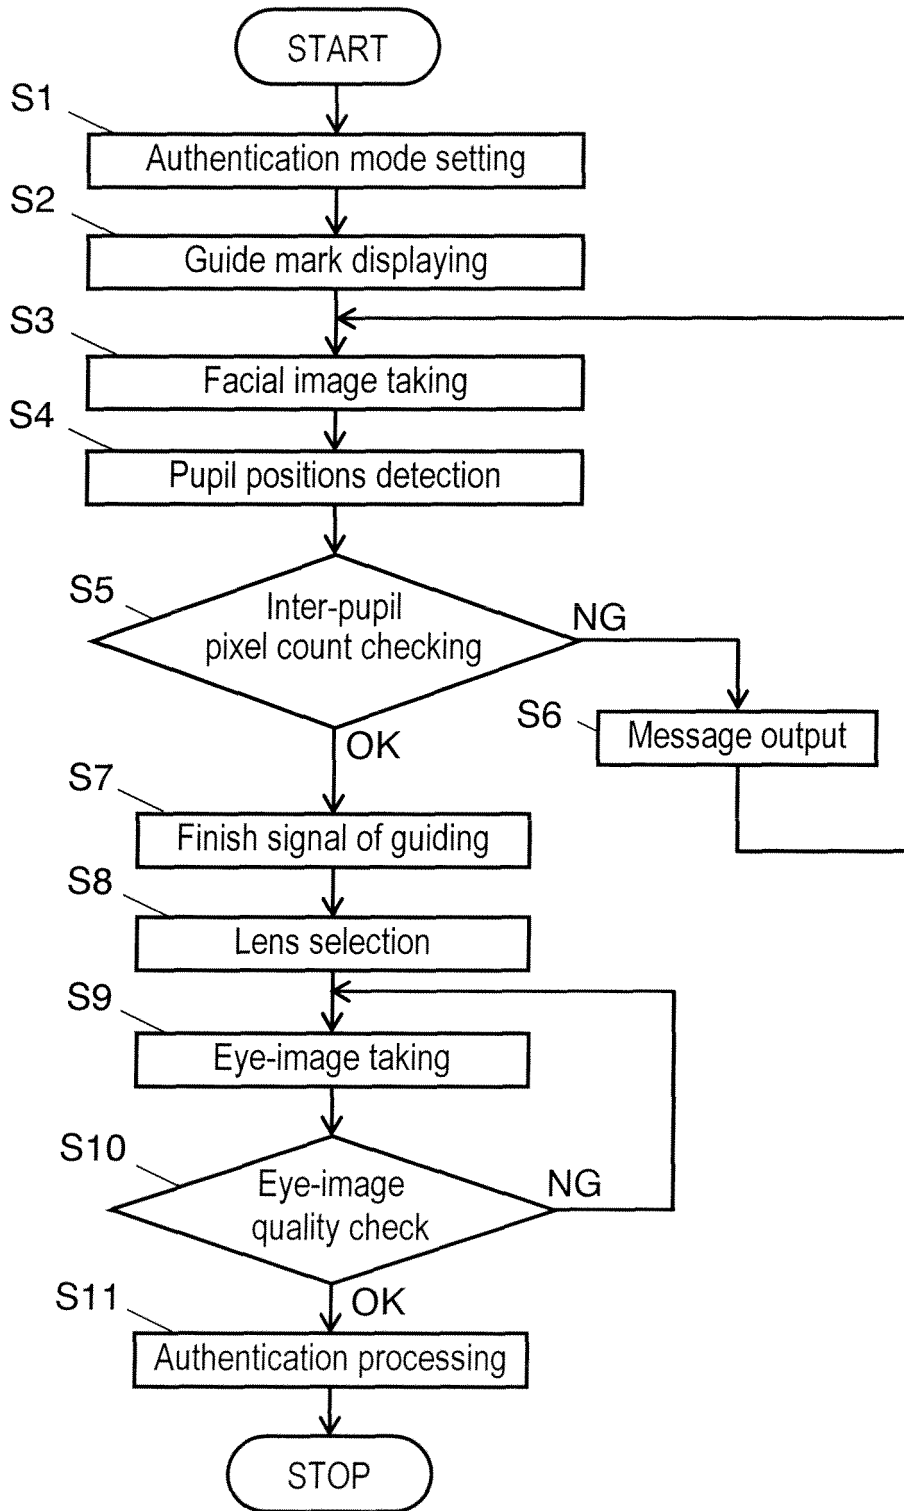 START
S1
Authentication mode setting
S2
Guide mark displaying
S3
Facial image taking
S4
Pupil positions detection
S5
Inter-pupil
pixel count checking
NG
S6
Message output
OK
S7
Finish signal of guiding
S8
Lens selection
S9
Eye-image taking
S10
Eye-image
quality check
NG
OK
S11
Authentication processing
STOP